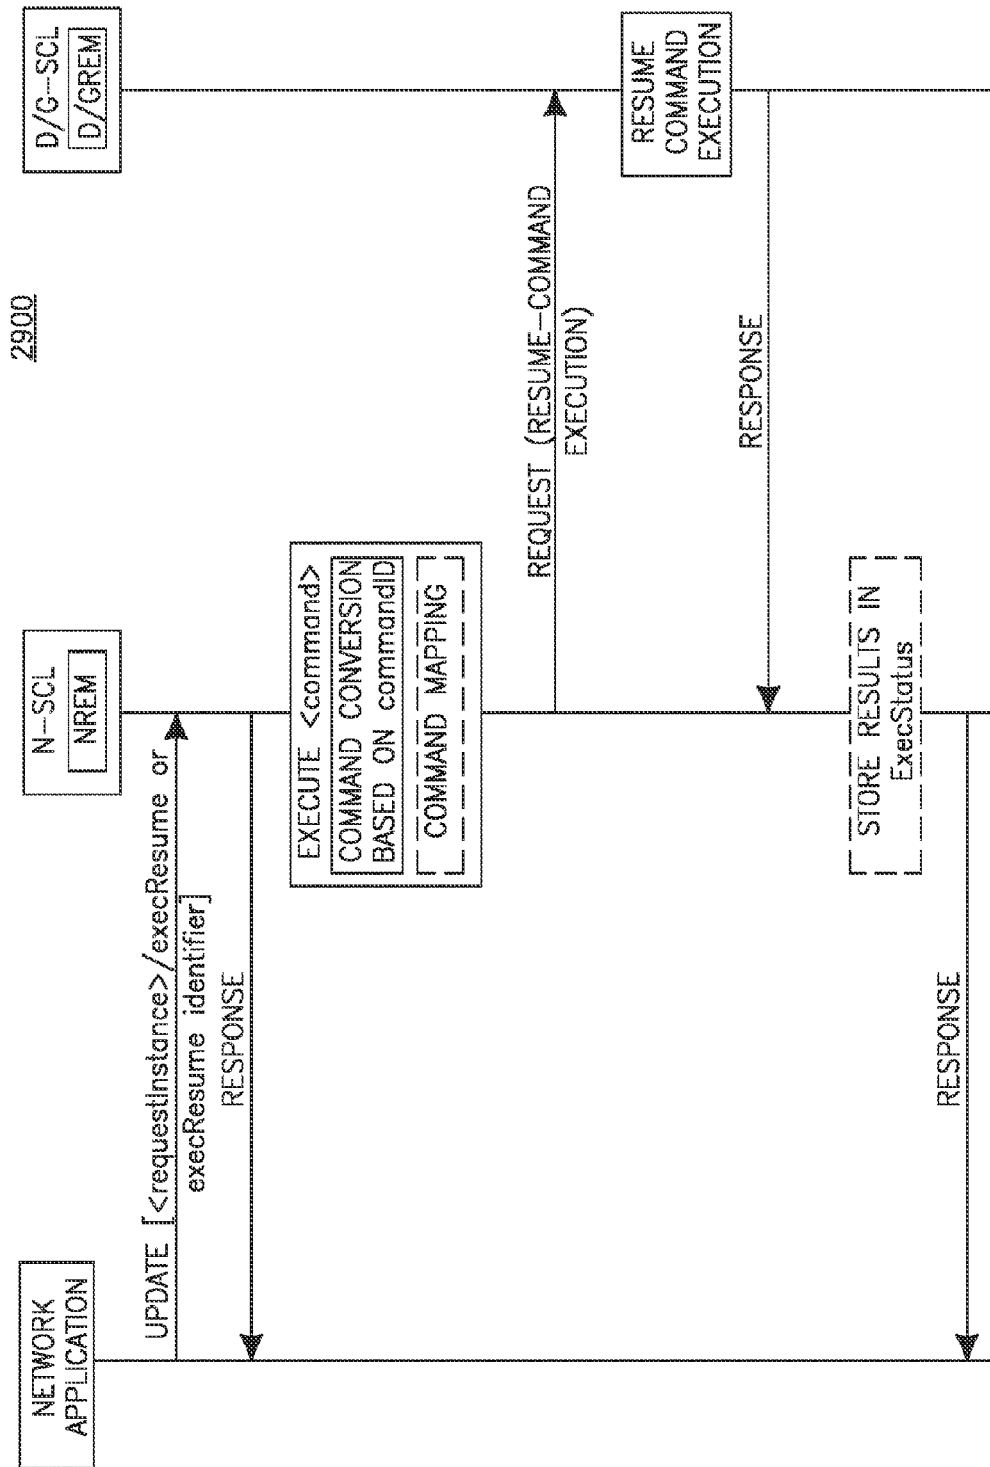 2900
NETWORK
APPLICATION
N-SCL
NREM
D/G-SCL
D/GREM
UPDATE [<requestInstance>/execResume or
execResume identifier]
RESPONSE
EXECUTE <command>
COMMAND CONVERSION
BASED ON commandID
COMMAND MAPPING
REQUEST (RESUME-COMMAND
EXECUTION)
RESUME
COMMAND
EXECUTION
RESPONSE
STORE RESULTS IN
ExecStatus
RESPONSE